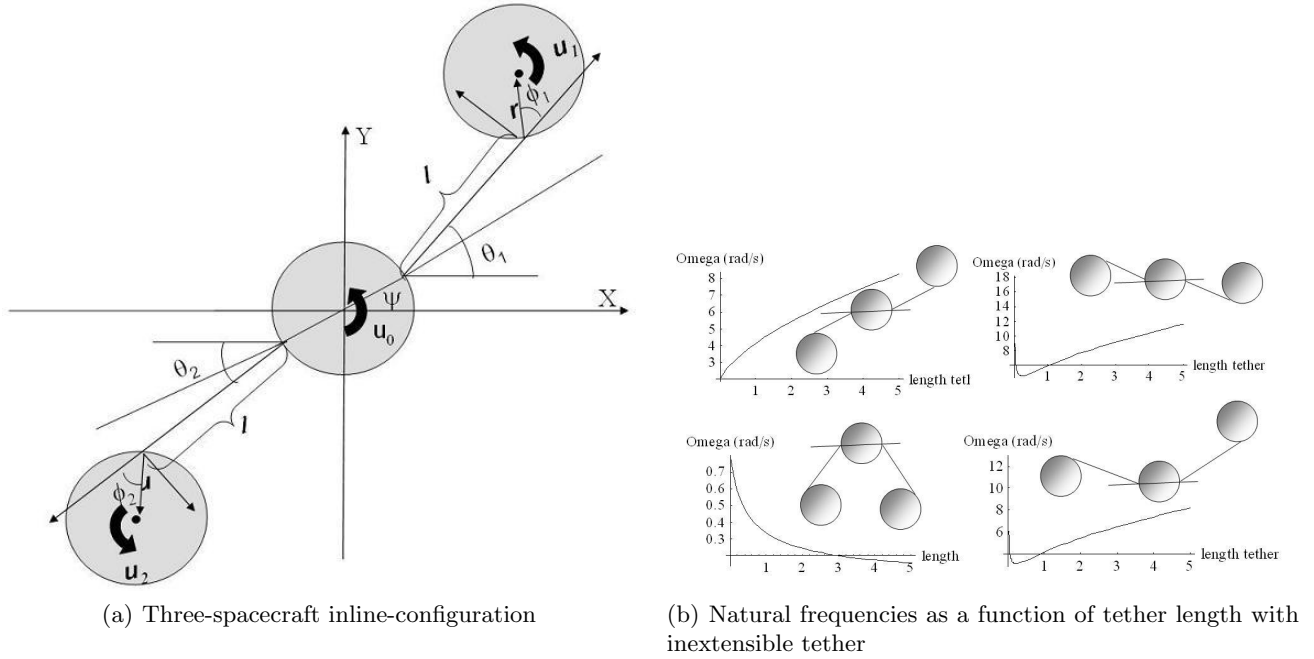 u₁
ϕ₁
r
Y
l
θ₁
X
Ψ
u₀
θ₂
l
ϕ₂
u₂
(a) Three-spacecraft inline-configuration
Omega (rad/s)
8
7
6
5
4
3
1 2 3 4 5
length tetl
Omega (rad/s)
18
16
14
12
10
8
1 2 3 4 5
length tether
Omega (rad/s)
0.7
0.6
0.5
0.4
0.3
1 2 3 4 5
length
Omega (rad/s)
12
10
8
6
1 2 3 4 5
length tether
(b) Natural frequencies as a function of tether length with
inextensible tether